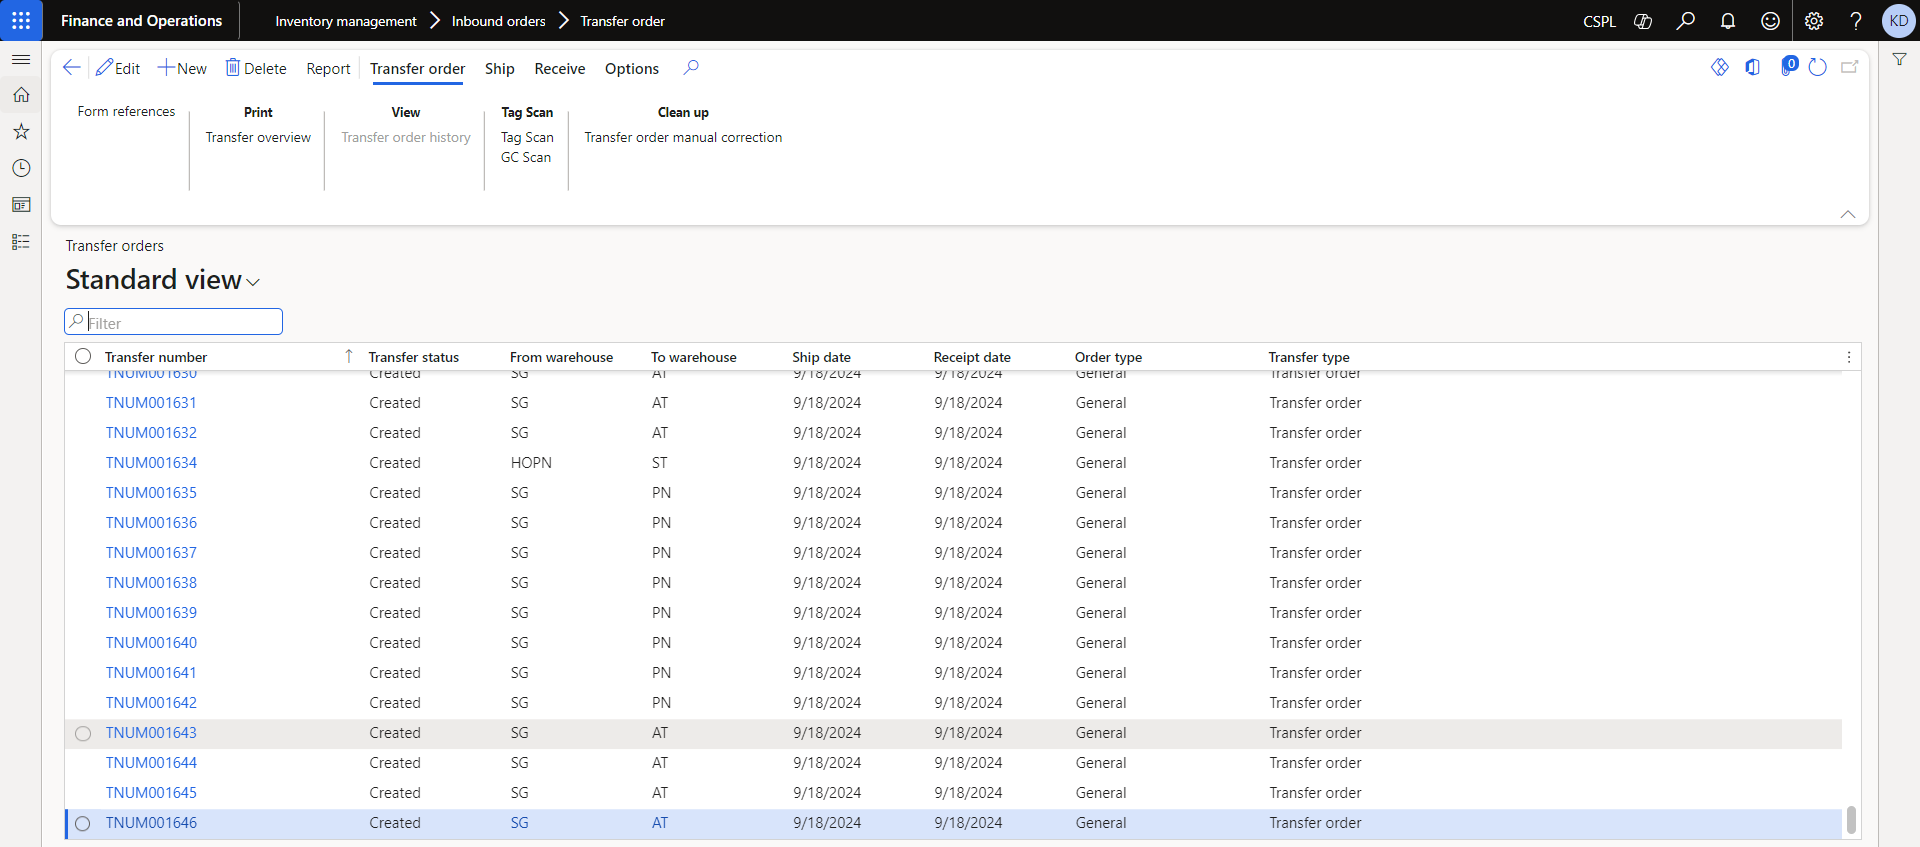 Finance and Operations Inventory management Inbound orders Transfer order CSPL KD
Edit New Delete Report Transfer order Ship Receive Options 0
Form references Print View Tag Scan Clean up
Transfer overview Transfer order history Tag Scan Transfer order manual correction
GC Scan
Transfer orders
Standard view
Filter
Transfer number Transfer status From warehouse To warehouse Ship date Receipt date Order type Transfer type
TNUM001630 Created SG AT 9/18/2024 9/18/2024 General Transfer order
TNUM001631 Created SG AT 9/18/2024 9/18/2024 General Transfer order
TNUM001632 Created SG AT 9/18/2024 9/18/2024 General Transfer order
TNUM001634 Created HOPN ST 9/18/2024 9/18/2024 General Transfer order
TNUM001635 Created SG PN 9/18/2024 9/18/2024 General Transfer order
TNUM001636 Created SG PN 9/18/2024 9/18/2024 General Transfer order
TNUM001637 Created SG PN 9/18/2024 9/18/2024 General Transfer order
TNUM001638 Created SG PN 9/18/2024 9/18/2024 General Transfer order
TNUM001639 Created SG PN 9/18/2024 9/18/2024 General Transfer order
TNUM001640 Created SG PN 9/18/2024 9/18/2024 General Transfer order
TNUM001641 Created SG PN 9/18/2024 9/18/2024 General Transfer order
TNUM001642 Created SG PN 9/18/2024 9/18/2024 General Transfer order
TNUM001643 Created SG AT 9/18/2024 9/18/2024 General Transfer order
TNUM001644 Created SG AT 9/18/2024 9/18/2024 General Transfer order
TNUM001645 Created SG AT 9/18/2024 9/18/2024 General Transfer order
TNUM001646 Created SG AT 9/18/2024 9/18/2024 General Transfer order